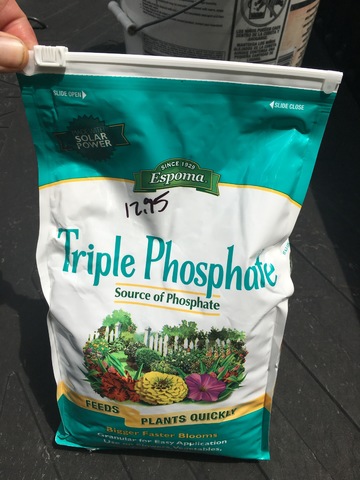 SLIDE OPEN
SLIDE CLOSE
SOLAR
POWER
SINCE 1929
Espoma
12.95
Triple Phosphate
Source of Phosphate
FEEDS PLANTS QUICKLY
Bigger Faster Blooms
Granular for Easy Application
Vegetables,